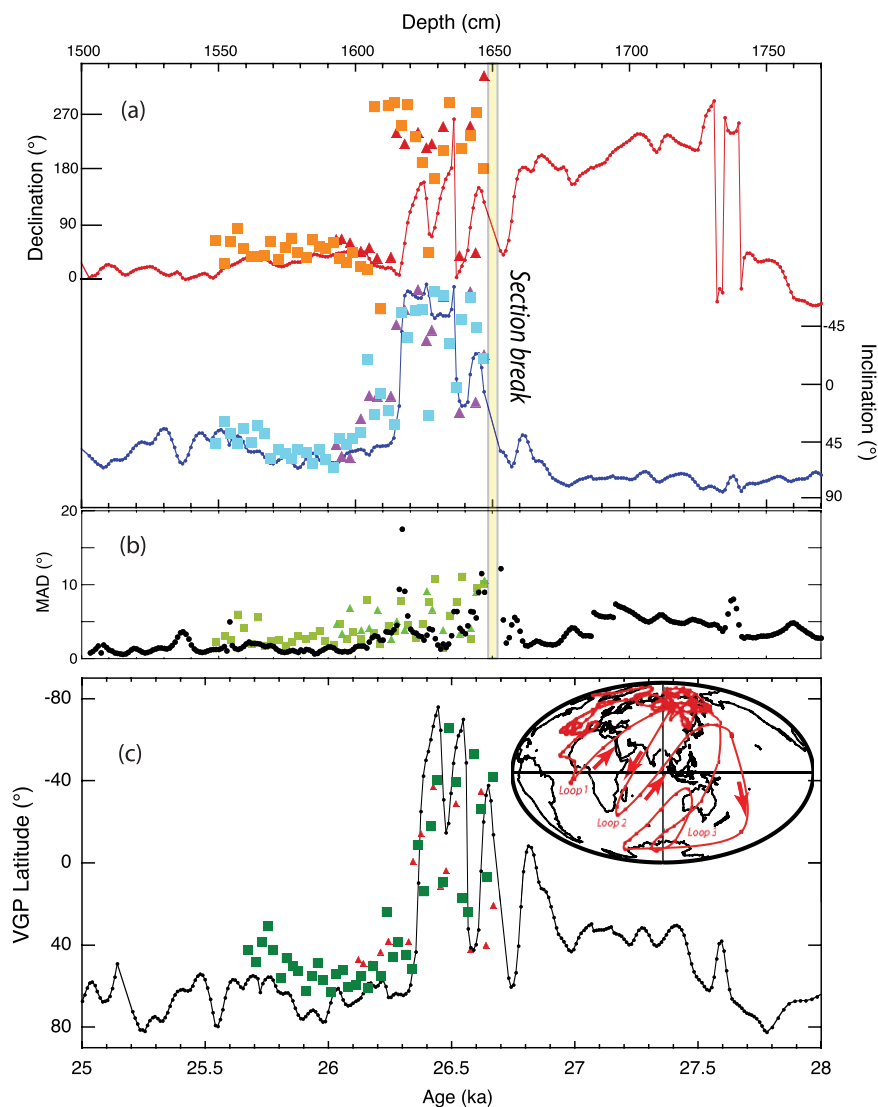 Depth (cm)
1500 1550 1600 1650 1700 1750
(a)
270
180
90
0
Declination (°)
-45
0
45
90
Inclination (°)
Section break
(b)
20
10
0
MAD (°)
(c)
-80
-40
0
40
80
VGP Latitude (°)
Loop 1
Loop 2
Loop 3
25 25.5 26 26.5 27 27.5 28
Age (ka)